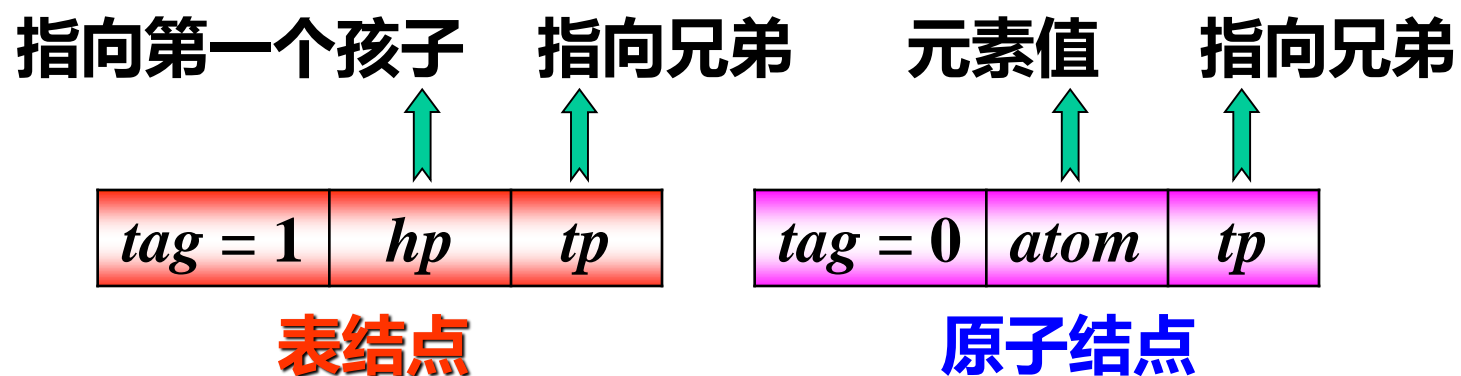 指向第一个孩子 指向兄弟 元素值 指向兄弟
tag = 1 hp tp tag = 0 atom tp
表结点 原子结点